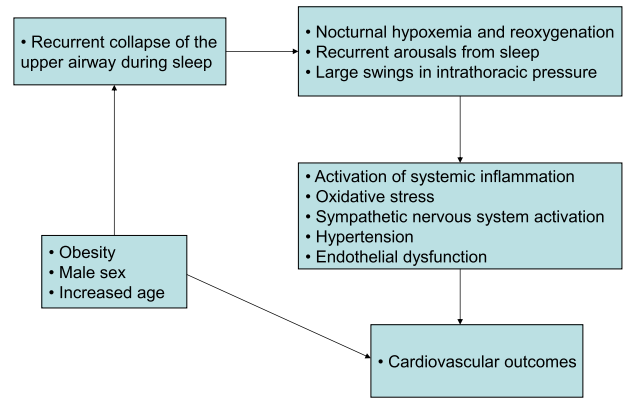 • Recurrent collapse of the
upper airway during sleep
• Nocturnal hypoxemia and reoxygenation
• Recurrent arousals from sleep
• Large swings in intrathoracic pressure
• Activation of systemic inflammation
• Oxidative stress
• Sympathetic nervous system activation
• Hypertension
• Endothelial dysfunction
• Obesity
• Male sex
• Increased age
• Cardiovascular outcomes